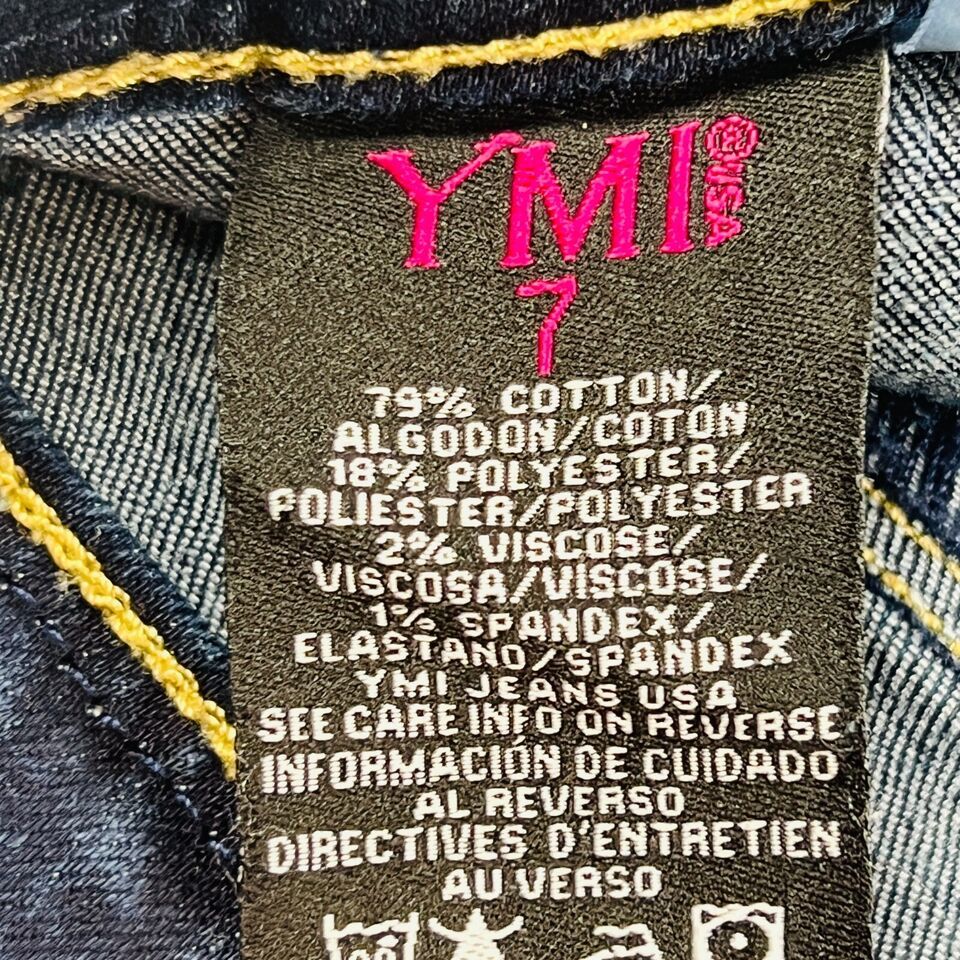 YMI USA
7
79% COTTON/
ALGODON/COTON
18% POLYESTER/
POLIESTER/POLYESTER
2% VISCOSE/
VISCOSA/VISCOSE/
1% SPANDEX/
ELASTANO/SPANDEX
YMI JEANS USA
SEE CARE INFO ON REVERSE
INFORMACIÓN DE CUIDADO
AL REVERSO
DIRECTIVES D'ENTRETIEN
AU VERSO